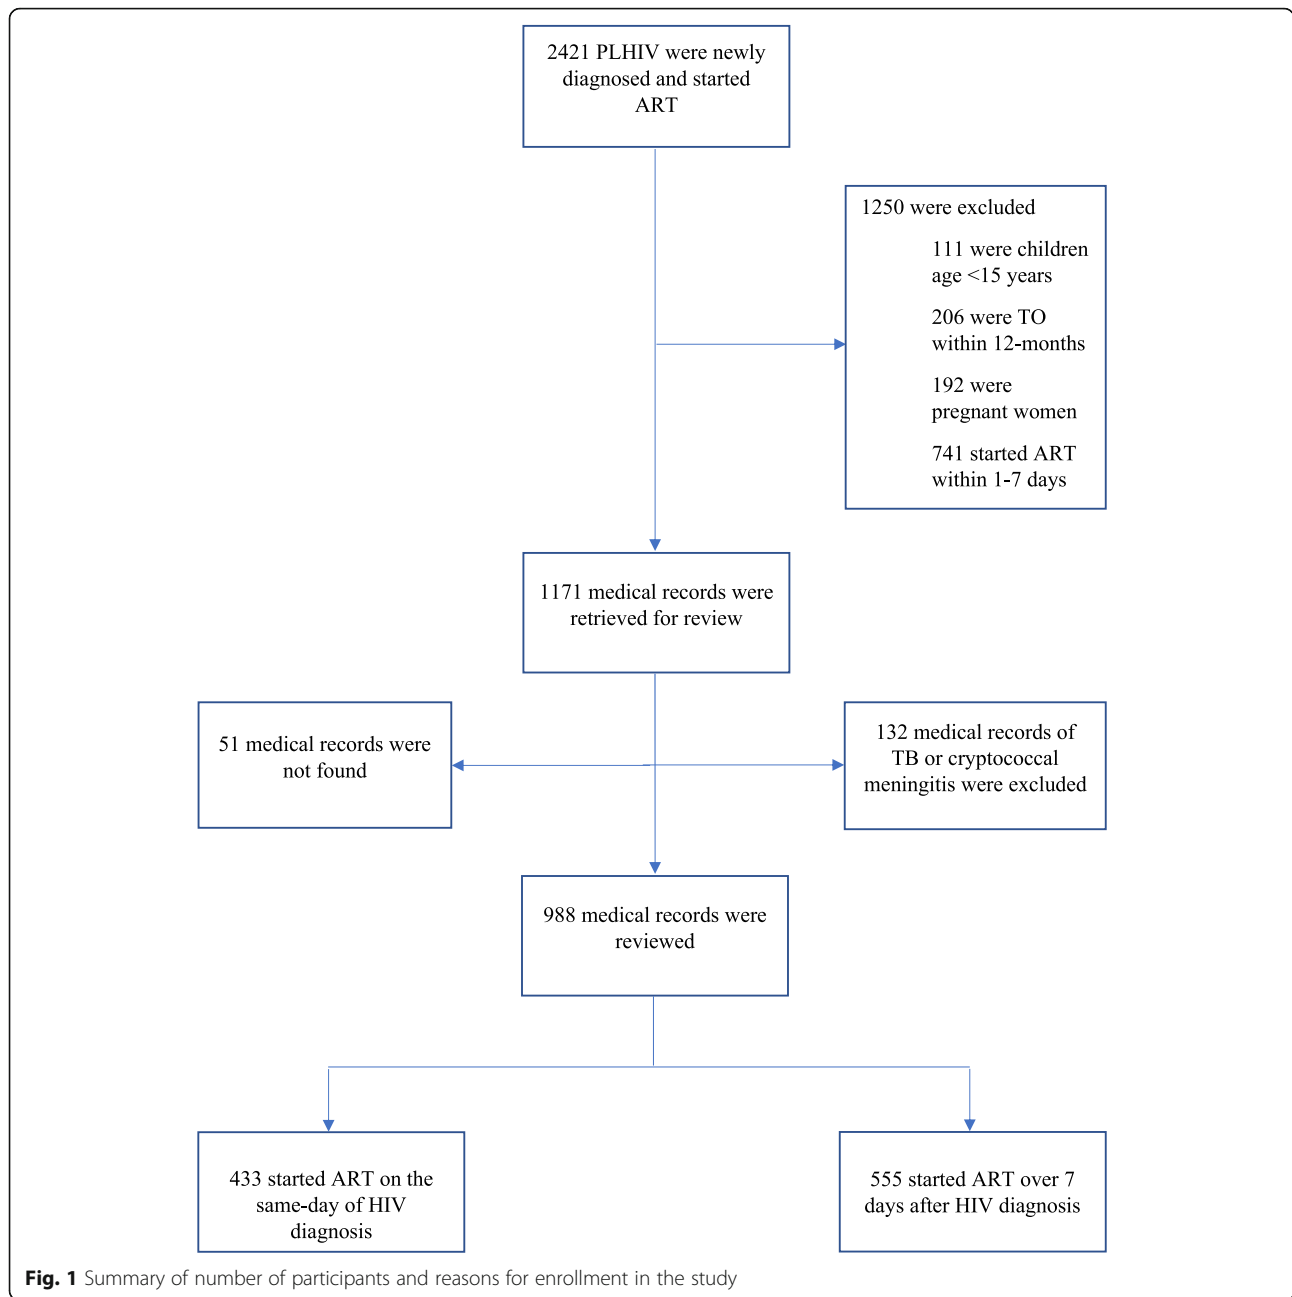 2421 PLHIV were newly
diagnosed and started
ART
1250 were excluded
111 were children
age <15 years
206 were TO
within 12-months
192 were
pregnant women
741 started ART
within 1-7 days
1171 medical records were
retrieved for review
51 medical records were
not found
132 medical records of
TB or cryptococcal
meningitis were excluded
988 medical records were
reviewed
433 started ART on the
same-day of HIV
diagnosis
555 started ART over 7
days after HIV diagnosis
Fig. 1 Summary of number of participants and reasons for enrollment in the study